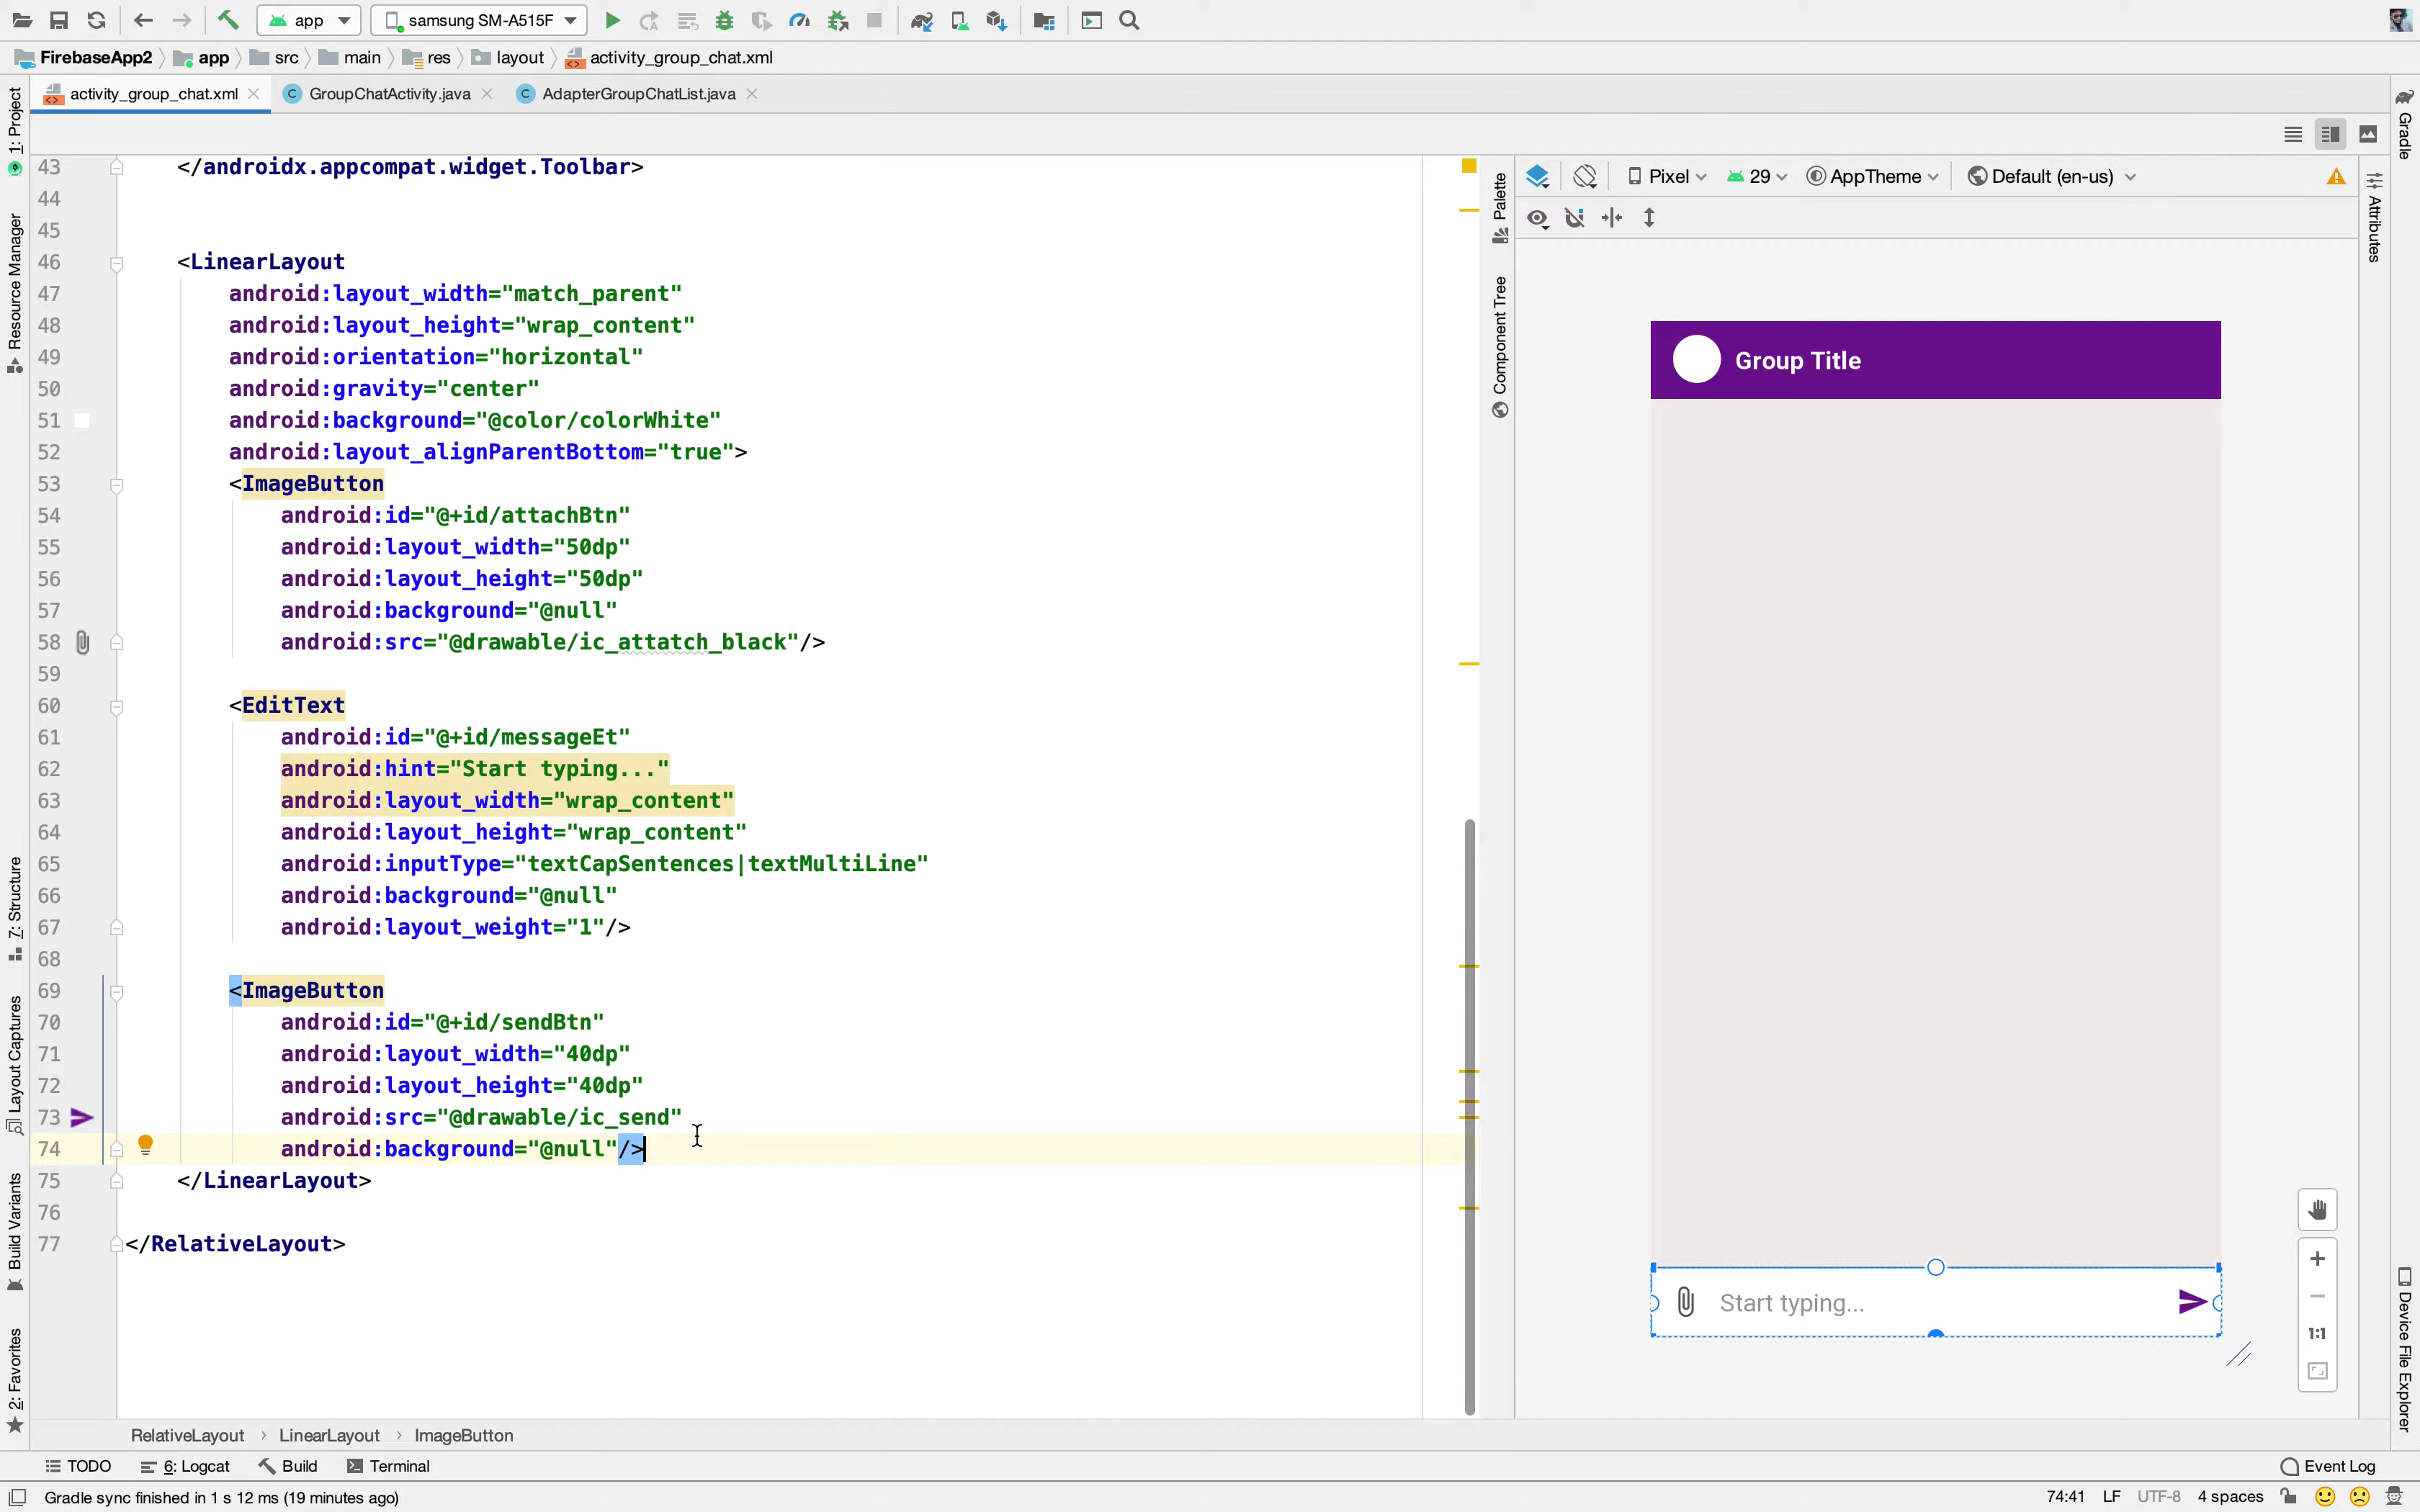 app
samsung SM-A515F
FirebaseApp2
app
src
main
res
layout
activity_group_chat.xml
activity_group_chat.xml
GroupChatActivity.java
AdapterGroupChatList.java
1: Project
Resource Manager
7: Structure
Layout Captures
Build Variants
2: Favorites
43 </androidx.appcompat.widget.Toolbar>
44
45
46 <LinearLayout
47 android:layout_width="match_parent"
48 android:layout_height="wrap_content"
49 android:orientation="horizontal"
50 android:gravity="center"
51 android:background="@color/colorWhite"
52 android:layout_alignParentBottom="true">
53 <ImageButton
54 android:id="@+id/attachBtn"
55 android:layout_width="50dp"
56 android:layout_height="50dp"
57 android:background="@null"
58 android:src="@drawable/ic_attatch_black"/>
59
60 <EditText
61 android:id="@+id/messageEt"
62 android:hint="Start typing..."
63 android:layout_width="wrap_content"
64 android:layout_height="wrap_content"
65 android:inputType="textCapSentences|textMultiLine"
66 android:background="@null"
67 android:layout_weight="1"/>
68
69 <ImageButton
70 android:id="@+id/sendBtn"
71 android:layout_width="40dp"
72 android:layout_height="40dp"
73 android:src="@drawable/ic_send"
74 android:background="@null"/>
75 </LinearLayout>
76
77 </RelativeLayout>
Palette
Component Tree
Pixel
29
AppTheme
Default (en-us)
Group Title
Start typing...
1:1
Gradle
Attributes
Device File Explorer
RelativeLayout
LinearLayout
ImageButton
TODO
6: Logcat
Build
Terminal
Event Log
Gradle sync finished in 1 s 12 ms (19 minutes ago)
74:41
LF
UTF-8
4 spaces